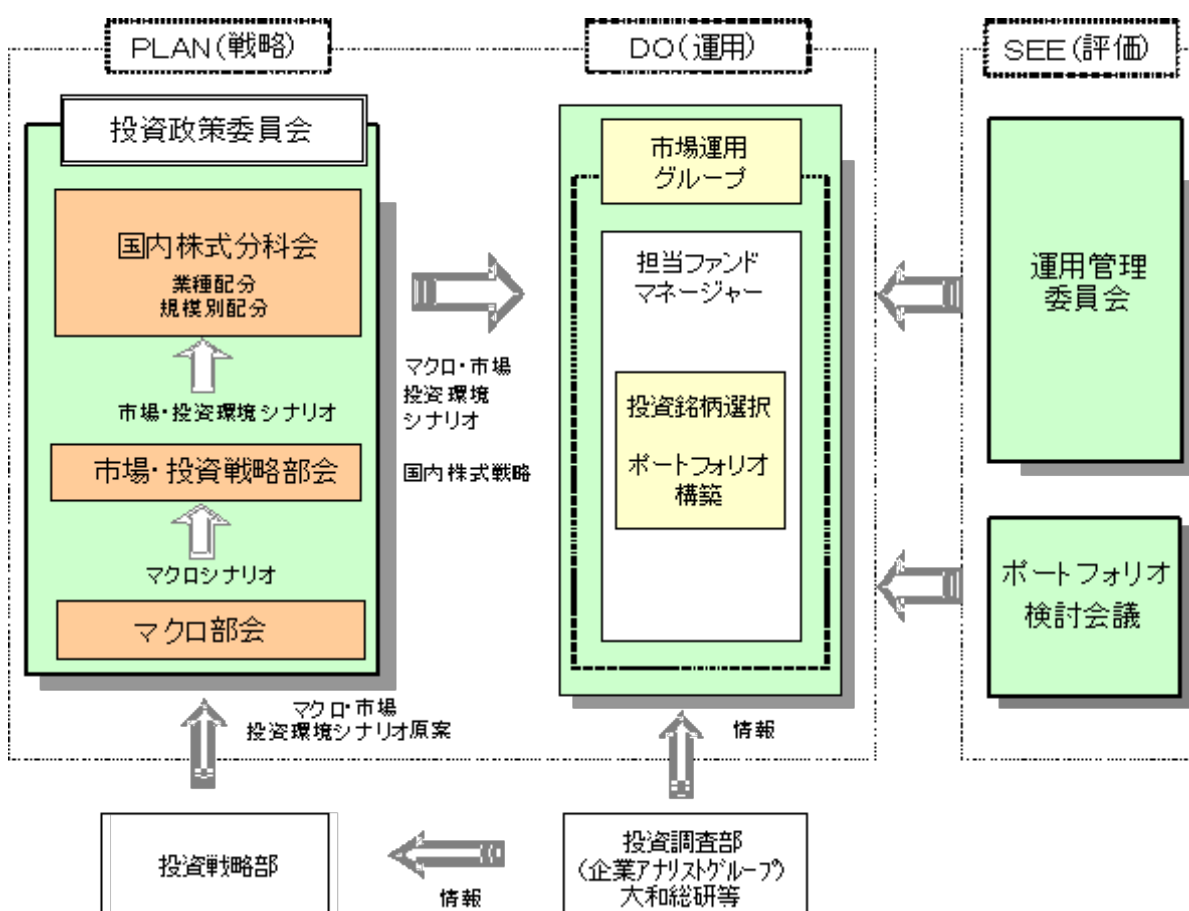 PLAN(戦略)
投資政策委員会
国内株式分科会
業種配分
規模別配分
市場・投資環境シナリオ
市場・投資戦略部会
マクロシナリオ
マクロ部会
マクロ・市場
投資環境
シナリオ
国内株式戦略
DO(運用)
市場運用
グループ
担当ファンド
マネージャー
投資銘柄選択
ポートフォリオ
構築
SEE(評価)
運用管理
委員会
ポートフォリオ
検討会議
マクロ・市場
投資環境シナリオ原案
情報
投資戦略部
情報
投資調査部
(企業アナリストグループ)
大和総研等